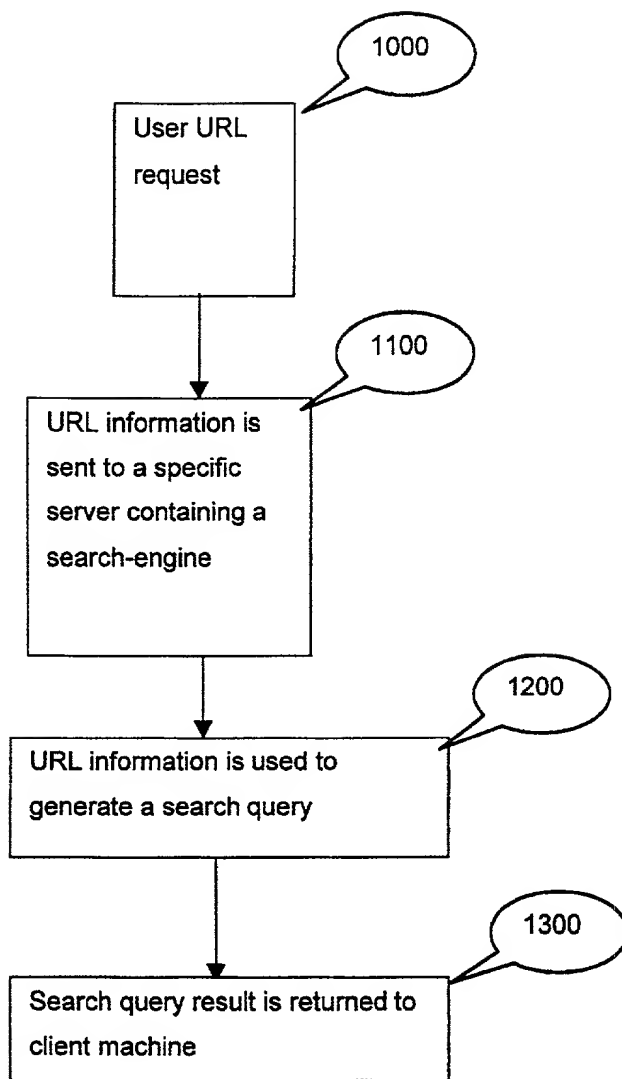 1000
User URL
request
1100
URL information is
sent to a specific
server containing a
search-engine
1200
URL information is used to
generate a search query
1300
Search query result is returned to
client machine